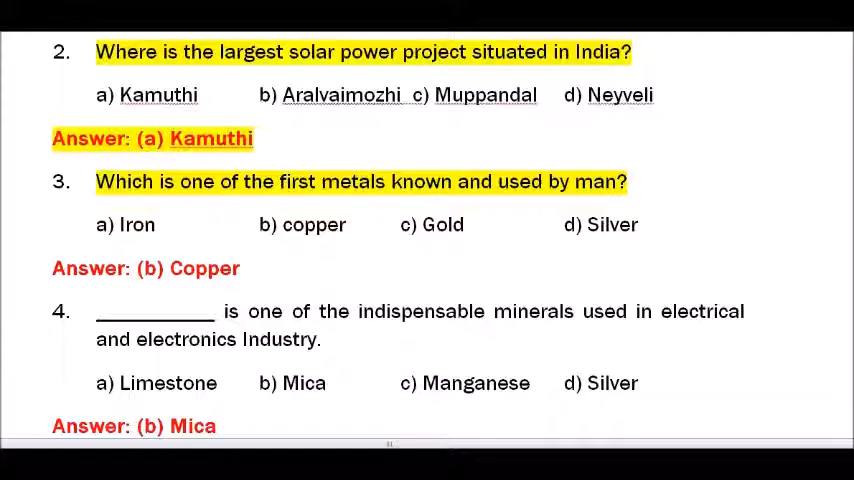 2. Where is the largest solar power project situated in India?
a) Kamuthi b) Aralvaimozhi c) Muppandal d) Neyveli
Answer: (a) Kamuthi
3. Which is one of the first metals known and used by man?
a) Iron b) copper c) Gold d) Silver
Answer: (b) Copper
4. ___________ is one of the indispensable minerals used in electrical
and electronics Industry.
a) Limestone b) Mica c) Manganese d) Silver
Answer: (b) Mica